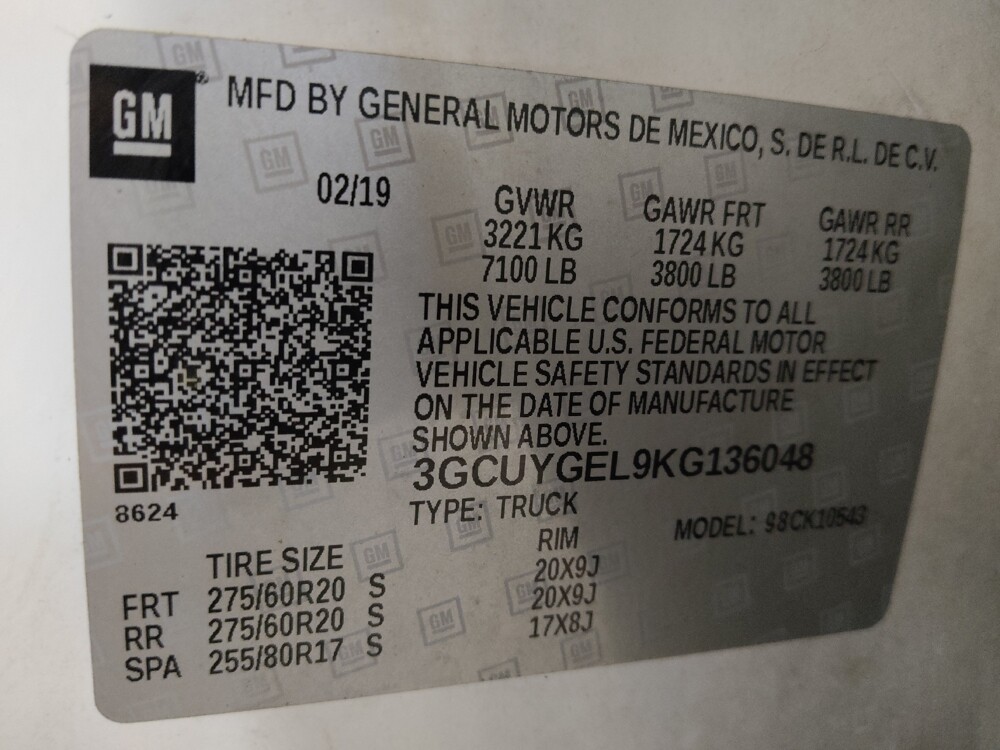 GM® MFD BY GENERAL MOTORS DE MEXICO, S. DE R.L. DE C.V.
02/19
GVWR GAWR FRT GAWR RR
3221 KG 1724 KG 1724 KG
7100 LB 3800 LB 3800 LB
THIS VEHICLE CONFORMS TO ALL
APPLICABLE U.S. FEDERAL MOTOR
VEHICLE SAFETY STANDARDS IN EFFECT
ON THE DATE OF MANUFACTURE
SHOWN ABOVE.
3GCUYGEL9KG136048
8624
TYPE: TRUCK MODEL: 98CK10543
TIRE SIZE RIM
FRT 275/60R20 S 20X9J
RR 275/60R20 S 20X9J
SPA 255/80R17 S 17X8J